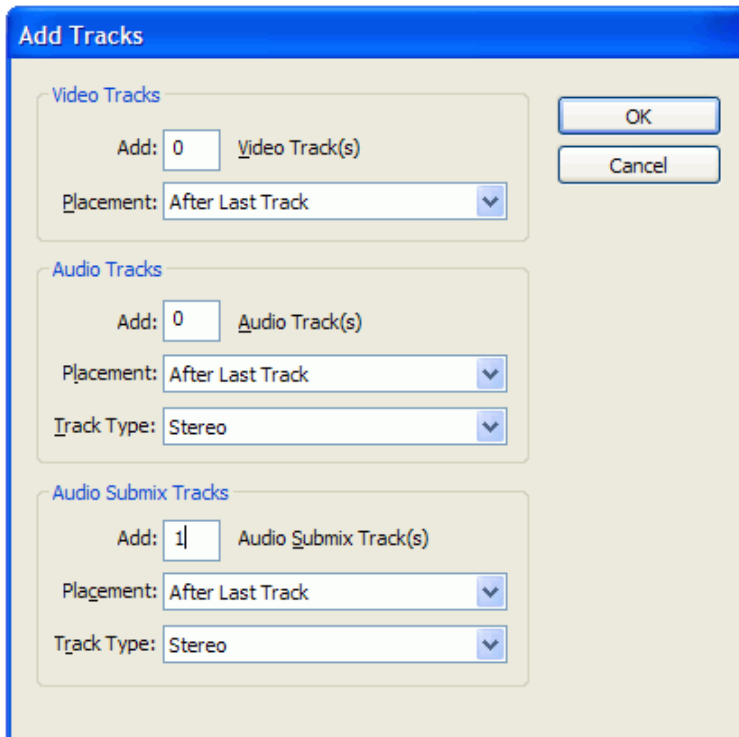 Add Tracks
Video Tracks
OK
Add: 0 Video Track(s)
Cancel
Placement: After Last Track
Audio Tracks
Add: 0 Audio Track(s)
Placement: After Last Track
Track Type: Stereo
Audio Submix Tracks
Add: 1 Audio Submix Track(s)
Placement: After Last Track
Track Type: Stereo